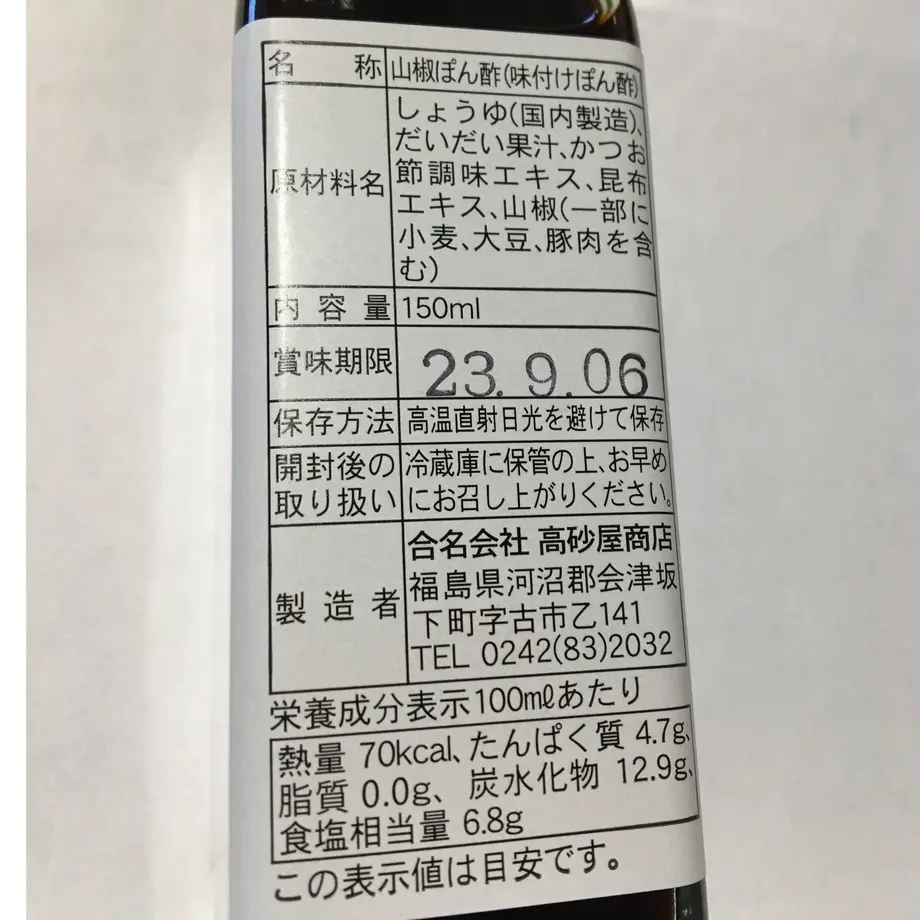 名 称 山椒ぽん酢(味付けぽん酢)
原材料名 しょうゆ(国内製造)、
だいだい果汁、かつお
節調味エキス、昆布
エキス、山椒(一部に
小麦、大豆、豚肉を含
む)
内容量 150ml
賞味期限 23.9.06
保存方法 高温直射日光を避けて保存
開封後の 冷蔵庫に保管の上、お早め
取り扱い にお召し上がりください。
製造者 合名会社 高砂屋商店
福島県河沼郡会津坂
下町字古市乙141
TEL 0242(83)2032
栄養成分表示100mlあたり
熱量 70kcal、たんぱく質 4.7g、
脂質 0.0g、炭水化物 12.9g、
食塩相当量 6.8g
この表示値は目安です。